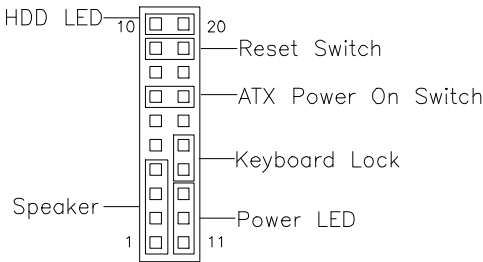 HDD LED
10 20
Reset Switch
ATX Power On Switch
Keyboard Lock
Speaker
Power LED
1 11